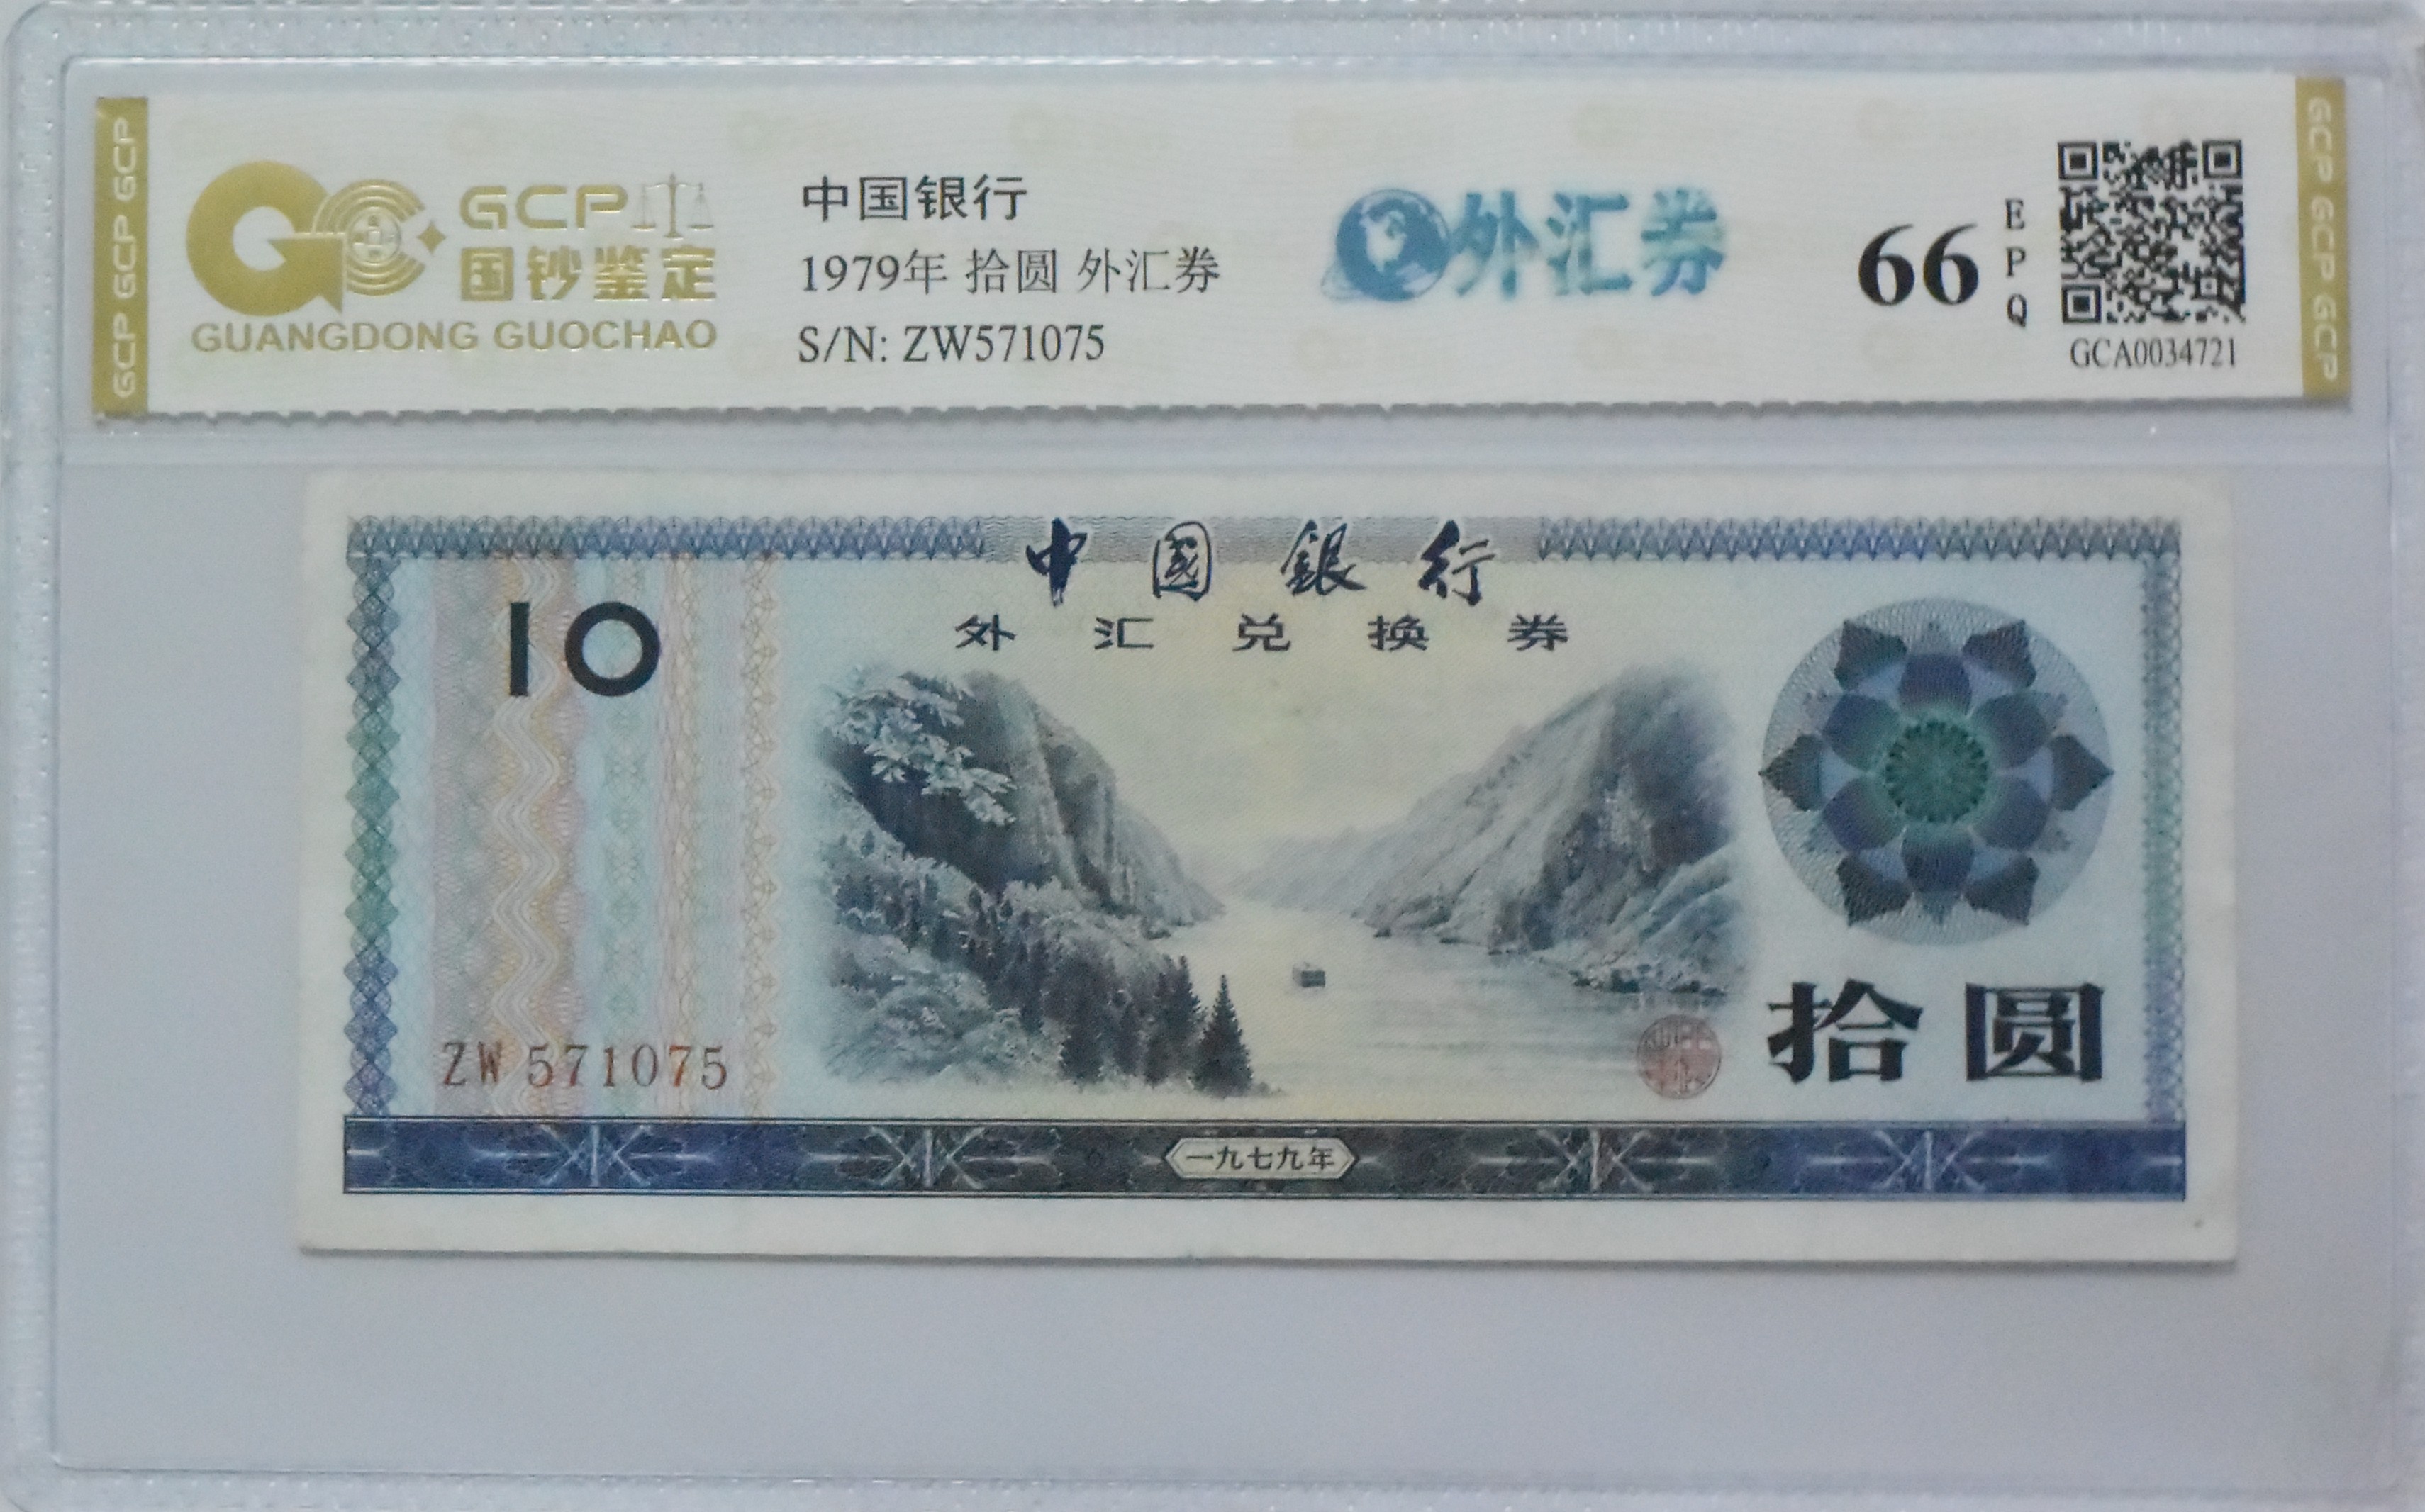 GCP GCP GCP
GCP
国钞鉴定
GUANGDONG GUOCHAO
中国银行
1979年 拾圆 外汇券
S/N: ZW571075
外汇券
66
EPQ
GCA0034721
GCP GCP GCP
中國銀行
外汇兑换券
10
ZW 571075
拾圆
一九七九年